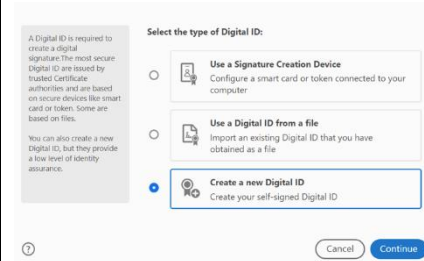 A Digital ID is required to
create a digital
signature.The most secure
Digital ID are issued by
trusted Certificate
authorities and are based
on secure devices like smart
card or token. Some are
based on files.
You can also create a new
Digital ID, but they provide
a low level of identity
assurance.
Select the type of Digital ID:
Use a Signature Creation Device
Configure a smart card or token connected to your
computer
Use a Digital ID from a file
Import an existing Digital ID that you have
obtained as a file
Create a new Digital ID
Create your self-signed Digital ID
?
Cancel
Continue